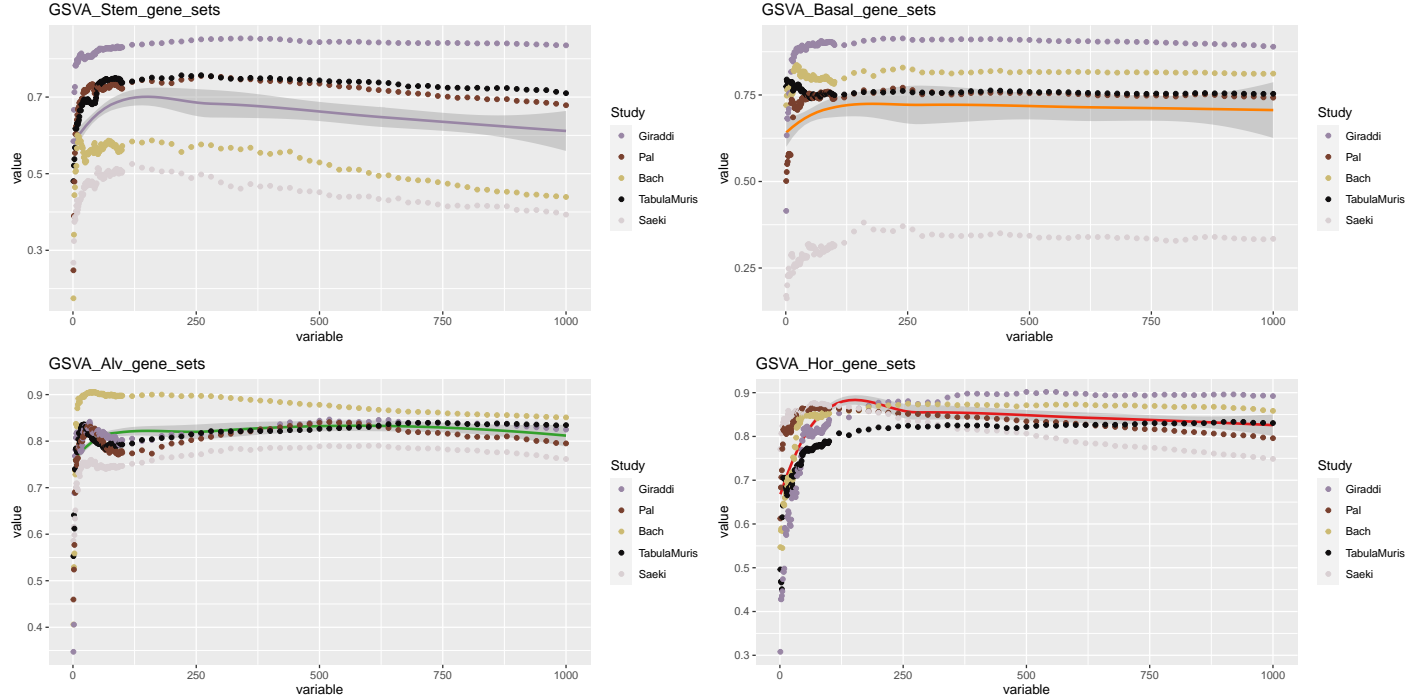 GSVA_Stem_gene_sets
value
0.7
0.5
0.3
0
250
500
750
1000
variable
Study
Giraddi
Pal
Bach
TabulaMuris
Saeki
GSVA_Basal_gene_sets
value
0.75
0.50
0.25
0
250
500
750
1000
variable
Study
Giraddi
Pal
Bach
TabulaMuris
Saeki
GSVA_Alv_gene_sets
value
0.9
0.8
0.7
0.6
0.5
0.4
0
250
500
750
1000
variable
Study
Giraddi
Pal
Bach
TabulaMuris
Saeki
GSVA_Hor_gene_sets
value
0.9
0.8
0.7
0.6
0.5
0.4
0.3
0
250
500
750
1000
variable
Study
Giraddi
Pal
Bach
TabulaMuris
Saeki